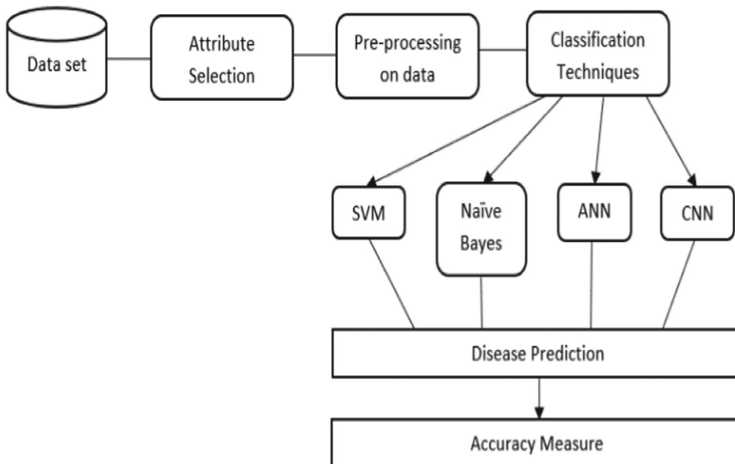 Data set
Attribute
Selection
Pre-processing
on data
Classification
Techniques
SVM
Naïve
Bayes
ANN
CNN
Disease Prediction
Accuracy Measure